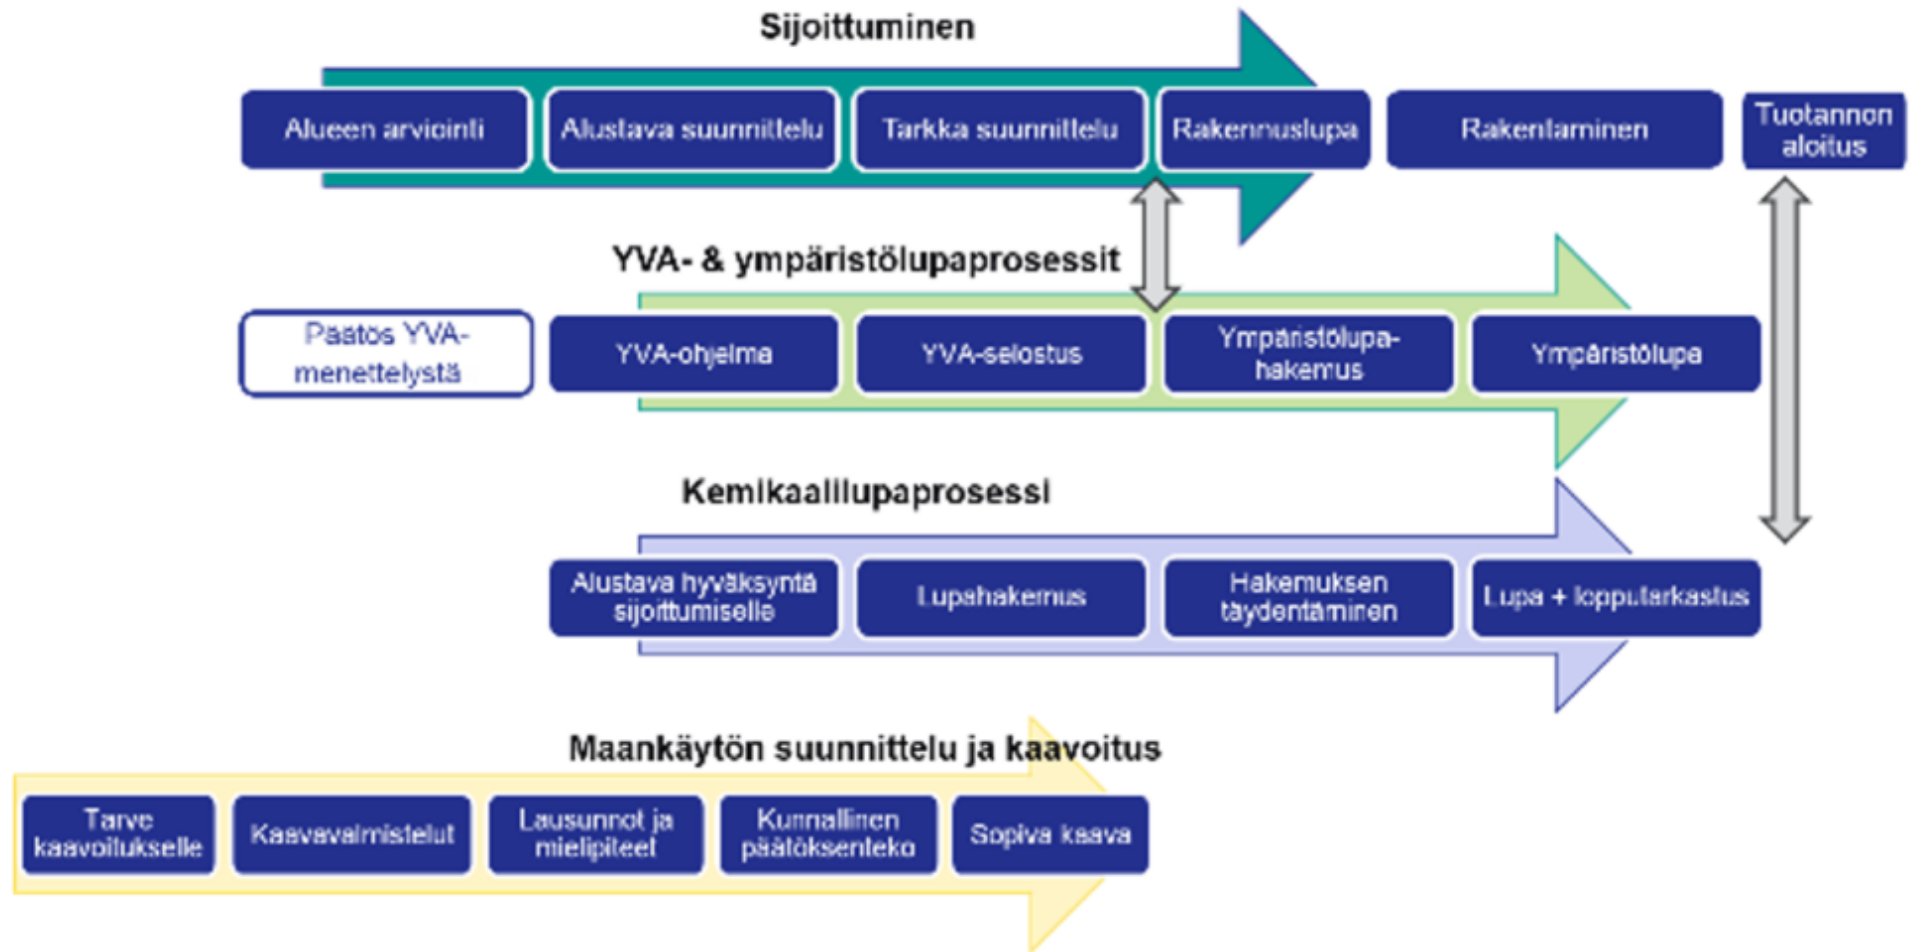 Sijoittuminen
Alueen arviointi
Alustava suunnittelu
Tarkka suunnittelu
Rakennuslupa
Rakentaminen
Tuotannon
aloitus
YVA- & ympäristölupaprosessit
Päätös YVA-
menettelystä
YVA-ohjelma
YVA-selostus
Ympäristölupa-
hakemus
Ympäristölupa
Kemikaalilupaprosessi
Alustava hyväksyntä
sijoittumiselle
Lupahakemus
Hakemuksen
täydentäminen
Lupa + lopputarkastus
Maankäytön suunnittelu ja kaavoitus
Tarve
kaavoitukselle
Kaavavalmistelut
Lausunnot ja
mielipiteet
Kunnallinen
päätöksenteko
Sopiva kaava